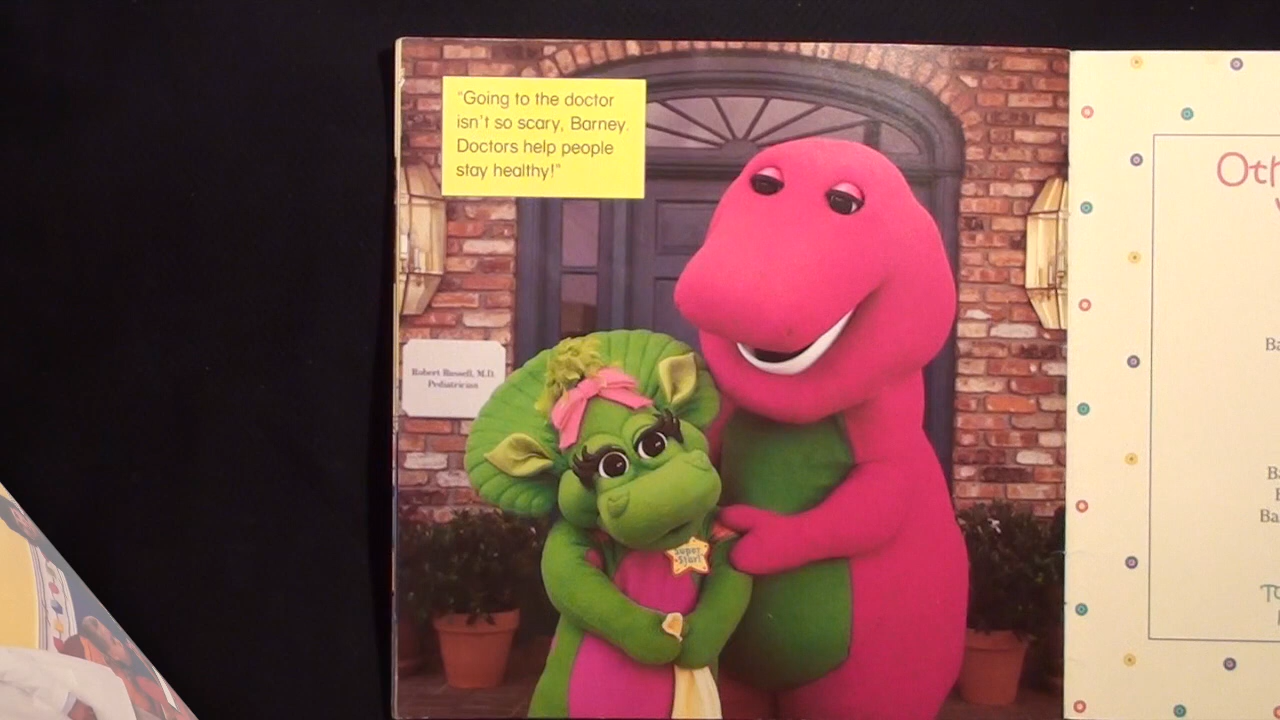 "Going to the doctor
isn't so scary, Barney.
Doctors help people
stay healthy!"
Robert Russell, M.D.
Pediatrician
Super
Star!